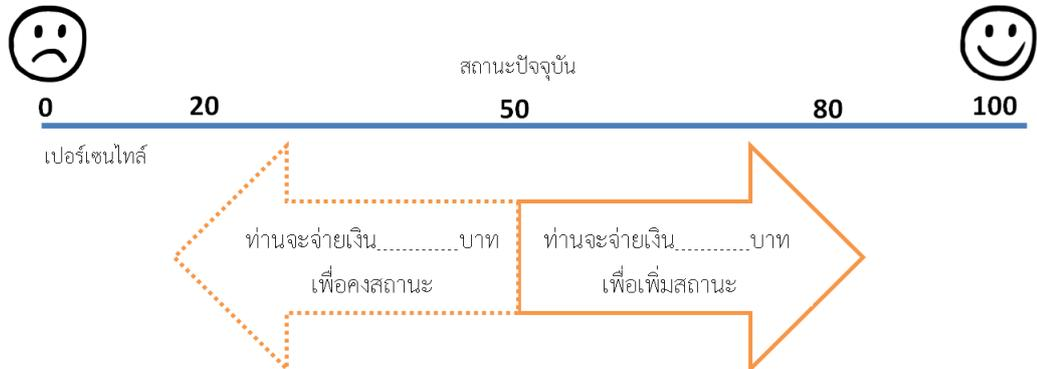 สถานะปัจจุบัน
0 20 50 80 100
เปอร์เซนไทล์
ท่านจะจ่ายเงิน...........บาท
เพื่อคงสถานะ
ท่านจะจ่ายเงิน..........บาท
เพื่อเพิ่มสถานะ